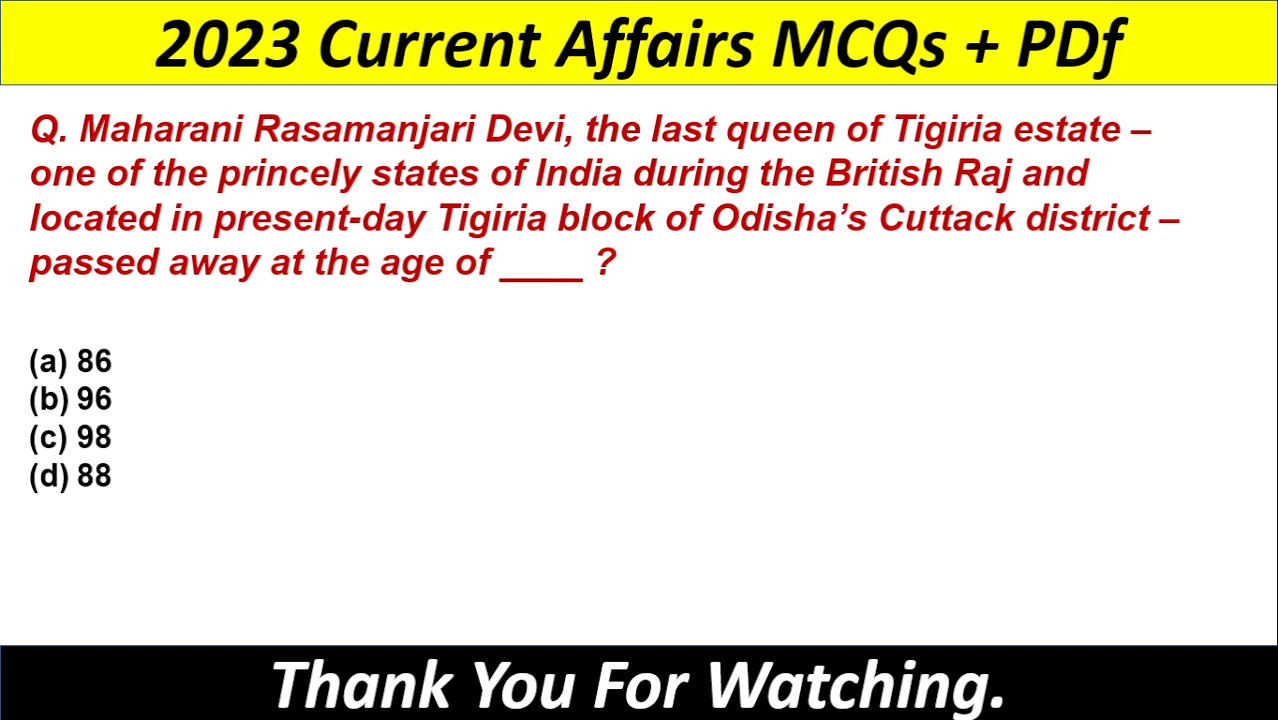 2023 Current Affairs MCQs + PDf
Q. Maharani Rasamanjari Devi, the last queen of Tigiria estate –
one of the princely states of India during the British Raj and
located in present-day Tigiria block of Odisha’s Cuttack district –
passed away at the age of ____ ?
(a) 86
(b) 96
(c) 98
(d) 88
Thank You For Watching.